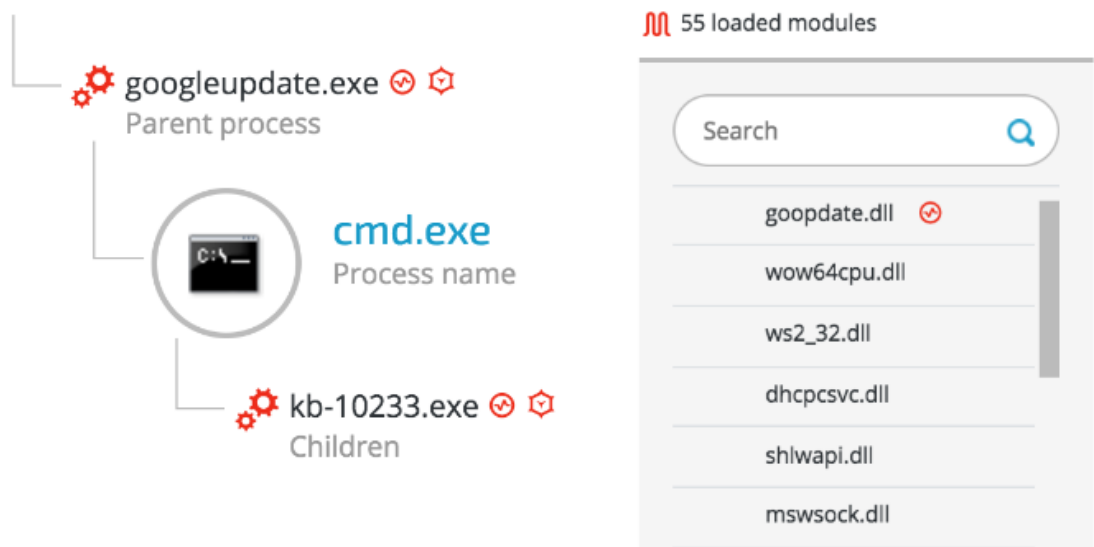 googleupdate.exe
Parent process
cmd.exe
Process name
C:\_
kb-10233.exe
Children
55 loaded modules
Search
goopdate.dll
wow64cpu.dll
ws2_32.dll
dhcpcsvc.dll
shlwapi.dll
mswsock.dll